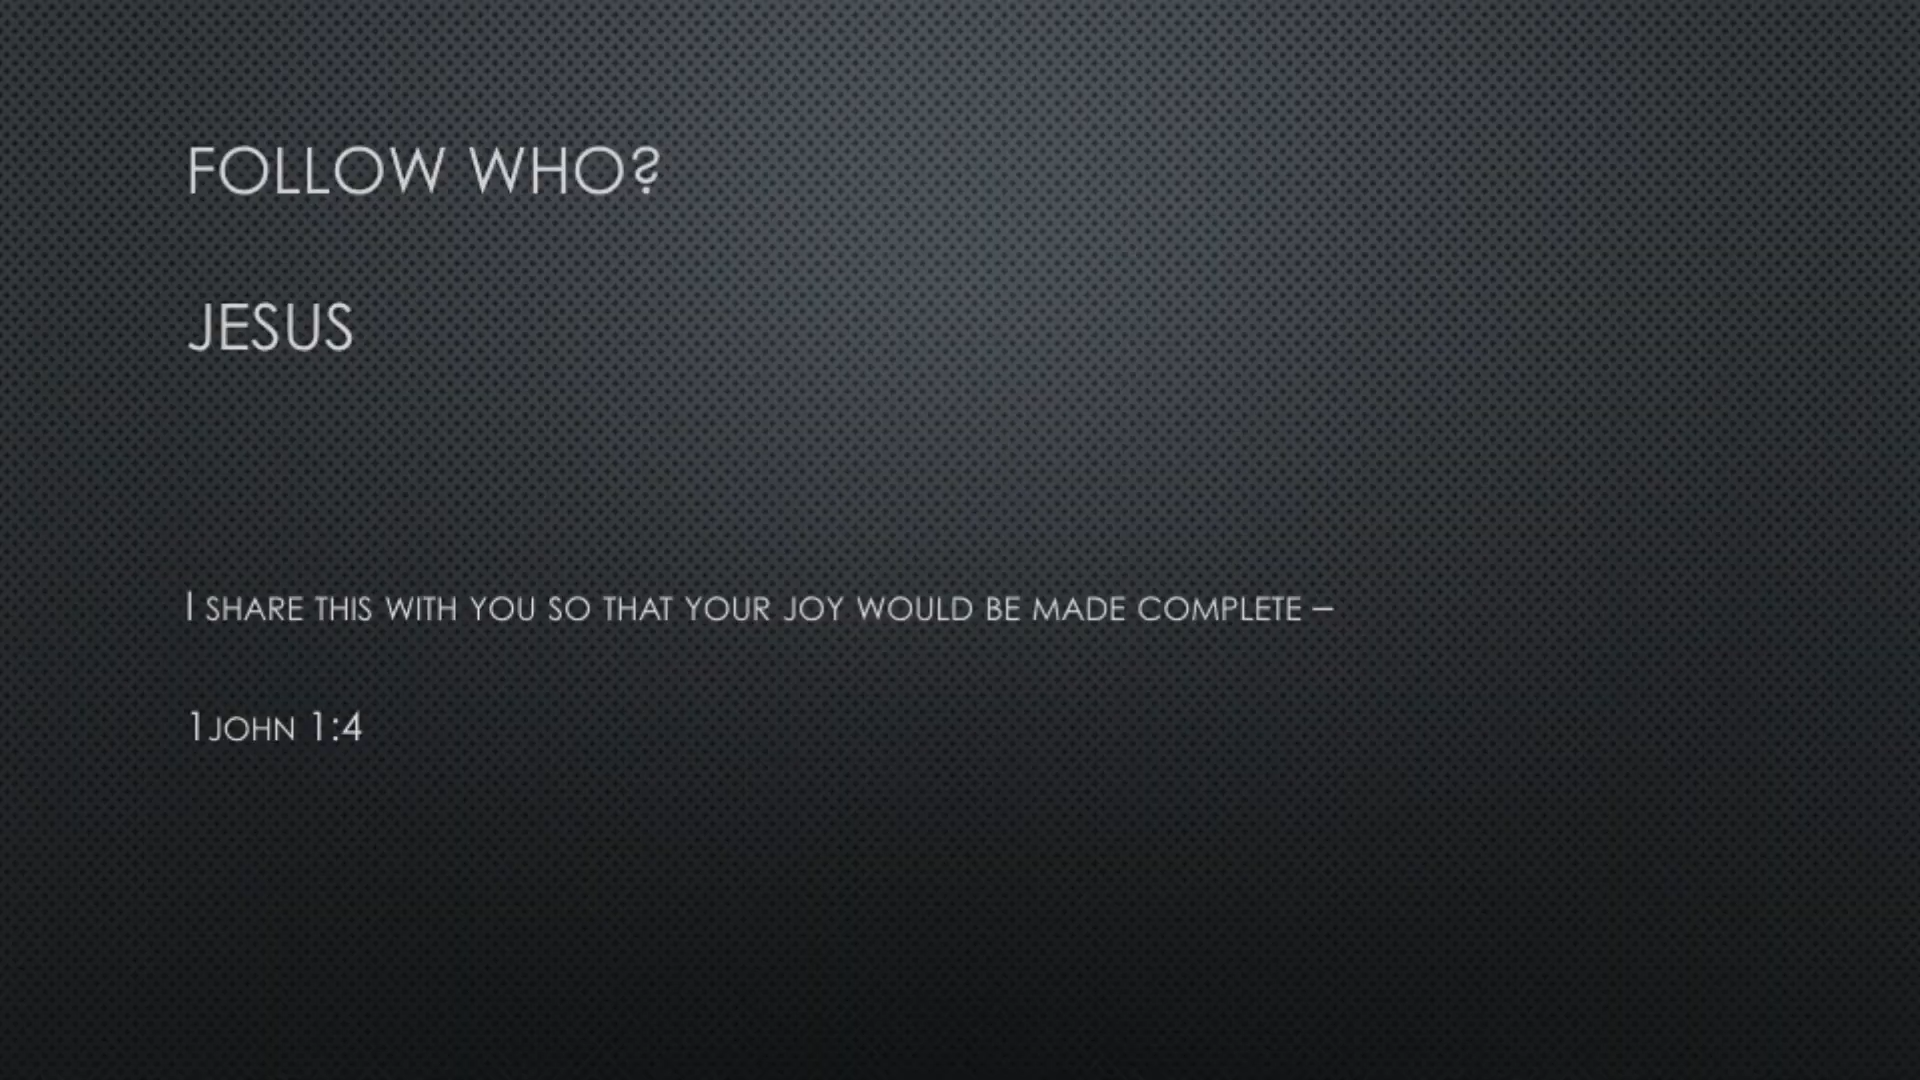 FOLLOW WHO?
JESUS
I SHARE THIS WITH YOU SO THAT YOUR JOY WOULD BE MADE COMPLETE –
1JOHN 1:4